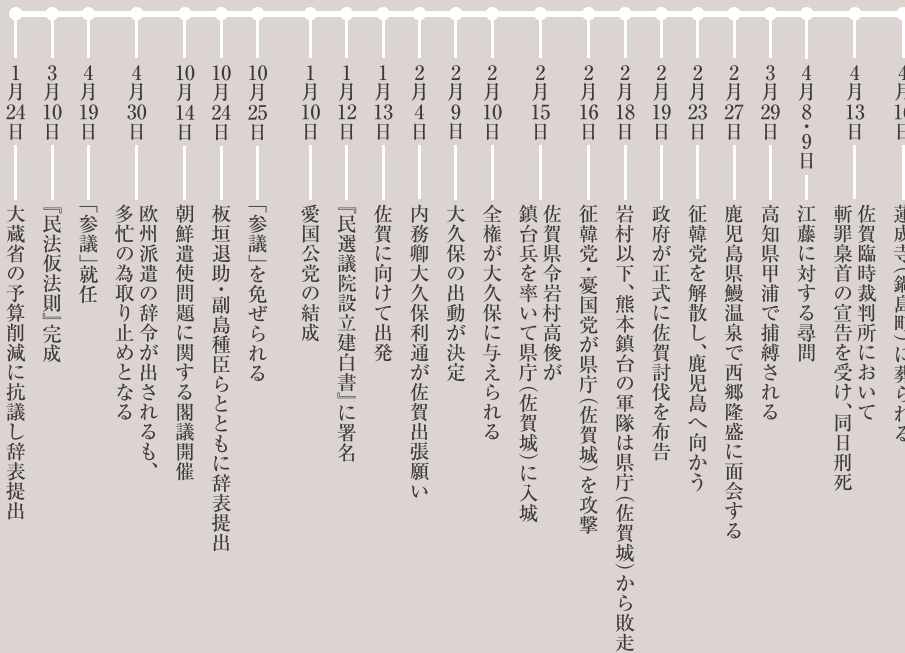 1月24日
大蔵省の予算削減に抗議し辞表提出
3月10日
『民法仮法則』完成
4月19日
「参議」就任
4月30日
欧州派遣の辞令が出されるも、
多忙の為取り止めとなる
10月14日
朝鮮遣使問題に関する閣議開催
10月24日
板垣退助・副島種臣らとともに辞表提出
10月25日
「参議」を免ぜられる
1月10日
愛国公党の結成
1月12日
『民選議院設立建白書』に署名
1月13日
佐賀に向けて出発
2月4日
内務卿大久保利通が佐賀出張願い
2月9日
大久保の出動が決定
2月10日
全権が大久保に与えられる
2月15日
佐賀県令岩村高俊が
鎮台兵を率いて県庁(佐賀城)に入城
2月16日
征韓党・憂国党が県庁(佐賀城)を攻撃
2月18日
岩村以下、熊本鎮台の軍隊は県庁(佐賀城)から敗走
2月19日
政府が正式に佐賀討伐を布告
2月23日
征韓党を解散し、鹿児島へ向かう
2月27日
鹿児島県鰻温泉で西郷隆盛に面会する
3月29日
高知県甲浦で捕縛される
4月8・9日
江藤に対する尋問
4月13日
佐賀臨時裁判所において
斬罪梟首の宣告を受け、同日刑死
蓮成寺(鍋島町)に葬られる